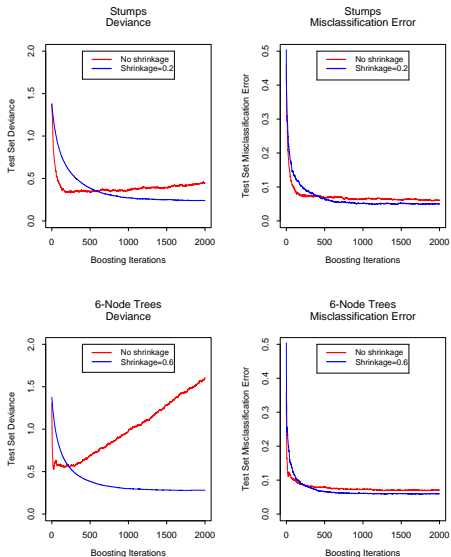 Stumps
Deviance
Test Set Deviance
0.0 0.5 1.0 1.5 2.0
No shrinkage
Shrinkage=0.2
0 500 1000 1500 2000
Boosting Iterations
Stumps
Misclassification Error
Test Set Misclassification Error
0.0 0.1 0.2 0.3 0.4 0.5
No shrinkage
Shrinkage=0.2
0 500 1000 1500 2000
Boosting Iterations
6-Node Trees
Deviance
Test Set Deviance
0.0 0.5 1.0 1.5 2.0
No shrinkage
Shrinkage=0.6
0 500 1000 1500 2000
Boosting Iterations
6-Node Trees
Misclassification Error
Test Set Misclassification Error
0.0 0.1 0.2 0.3 0.4 0.5
No shrinkage
Shrinkage=0.6
0 500 1000 1500 2000
Boosting Iterations